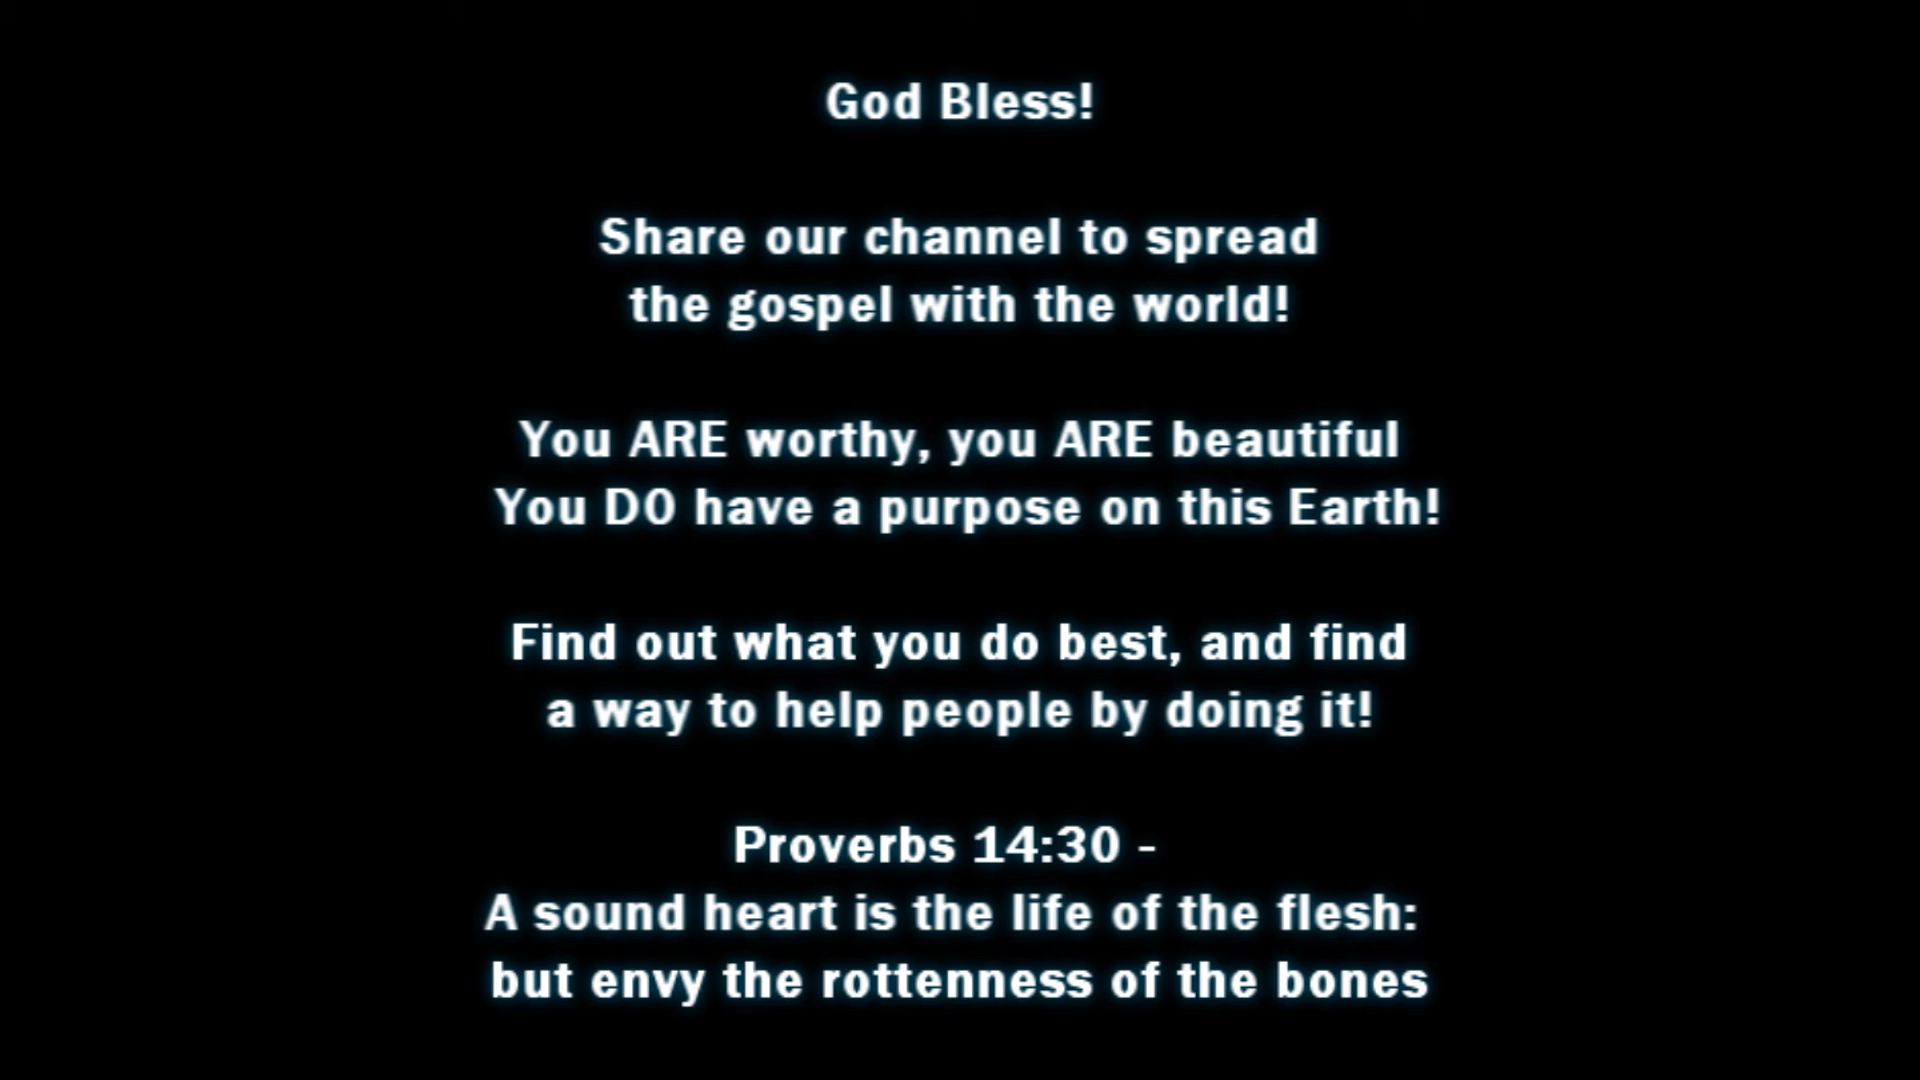 God Bless!
Share our channel to spread
the gospel with the world!
You ARE worthy, you ARE beautiful
You DO have a purpose on this Earth!
Find out what you do best, and find
a way to help people by doing it!
Proverbs 14:30 -
A sound heart is the life of the flesh:
but envy the rottenness of the bones